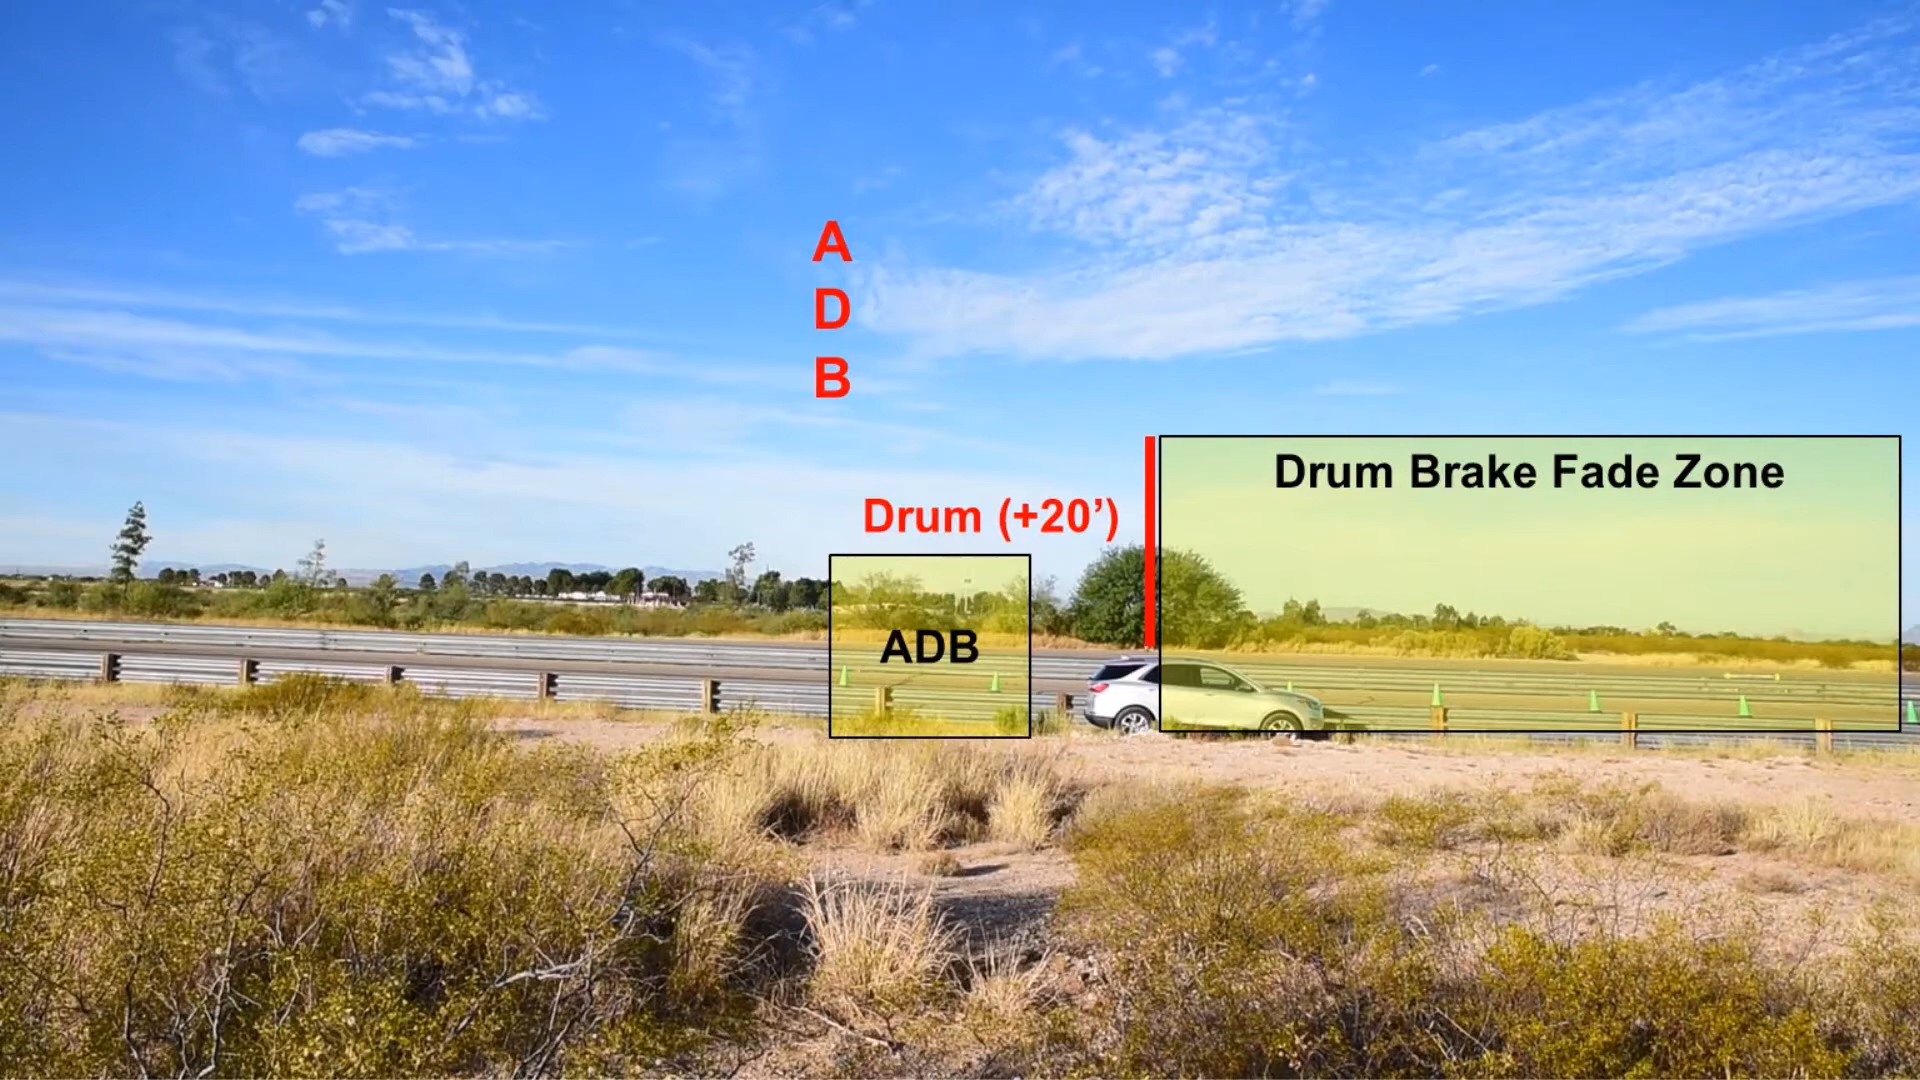 A
D
B
Drum (+20’)
Drum Brake Fade Zone
ADB